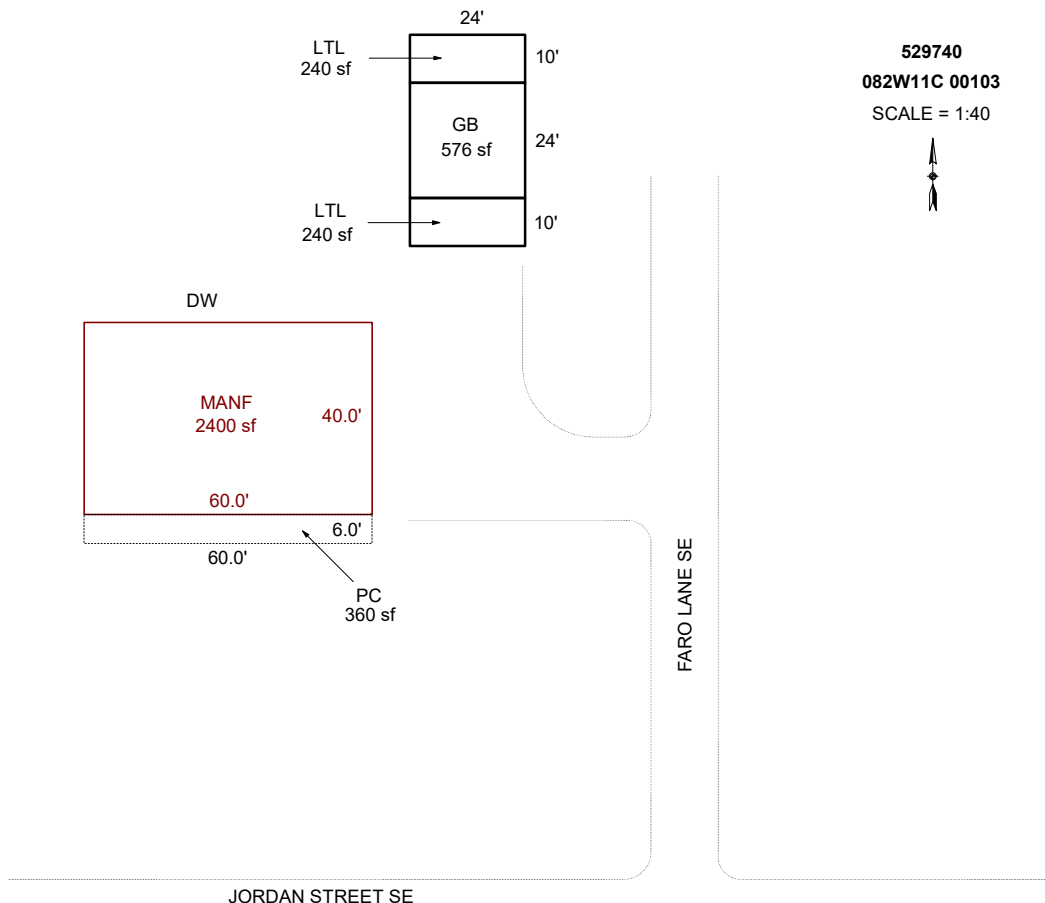 24'
LTL
240 sf
10'
GB
576 sf
24'
LTL
240 sf
10'
529740
082W11C 00103
SCALE = 1:40
DW
MANF
2400 sf
40.0'
60.0'
6.0'
60.0'
PC
360 sf
FARO LANE SE
JORDAN STREET SE